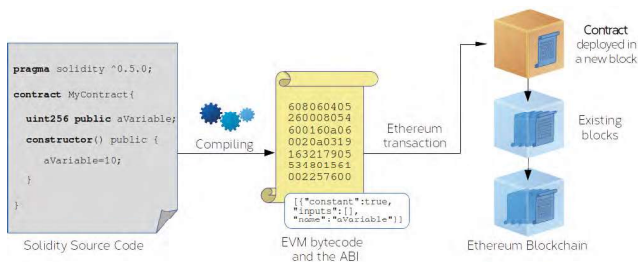 pragma solidity ^0.5.0;
contract MyContract{
uint256 public aVariable;
constructor() public {
aVariable=10;
}
}
Solidity Source Code
Compiling
608060405
260008054
600160a06
0020a0319
163217905
534801561
002257600
[{"constant":true,
"inputs":[],
"name":"aVariable"}]
EVM bytecode
and the ABI
Ethereum
transaction
Contract
deployed in
a new block
Existing
blocks
Ethereum Blockchain